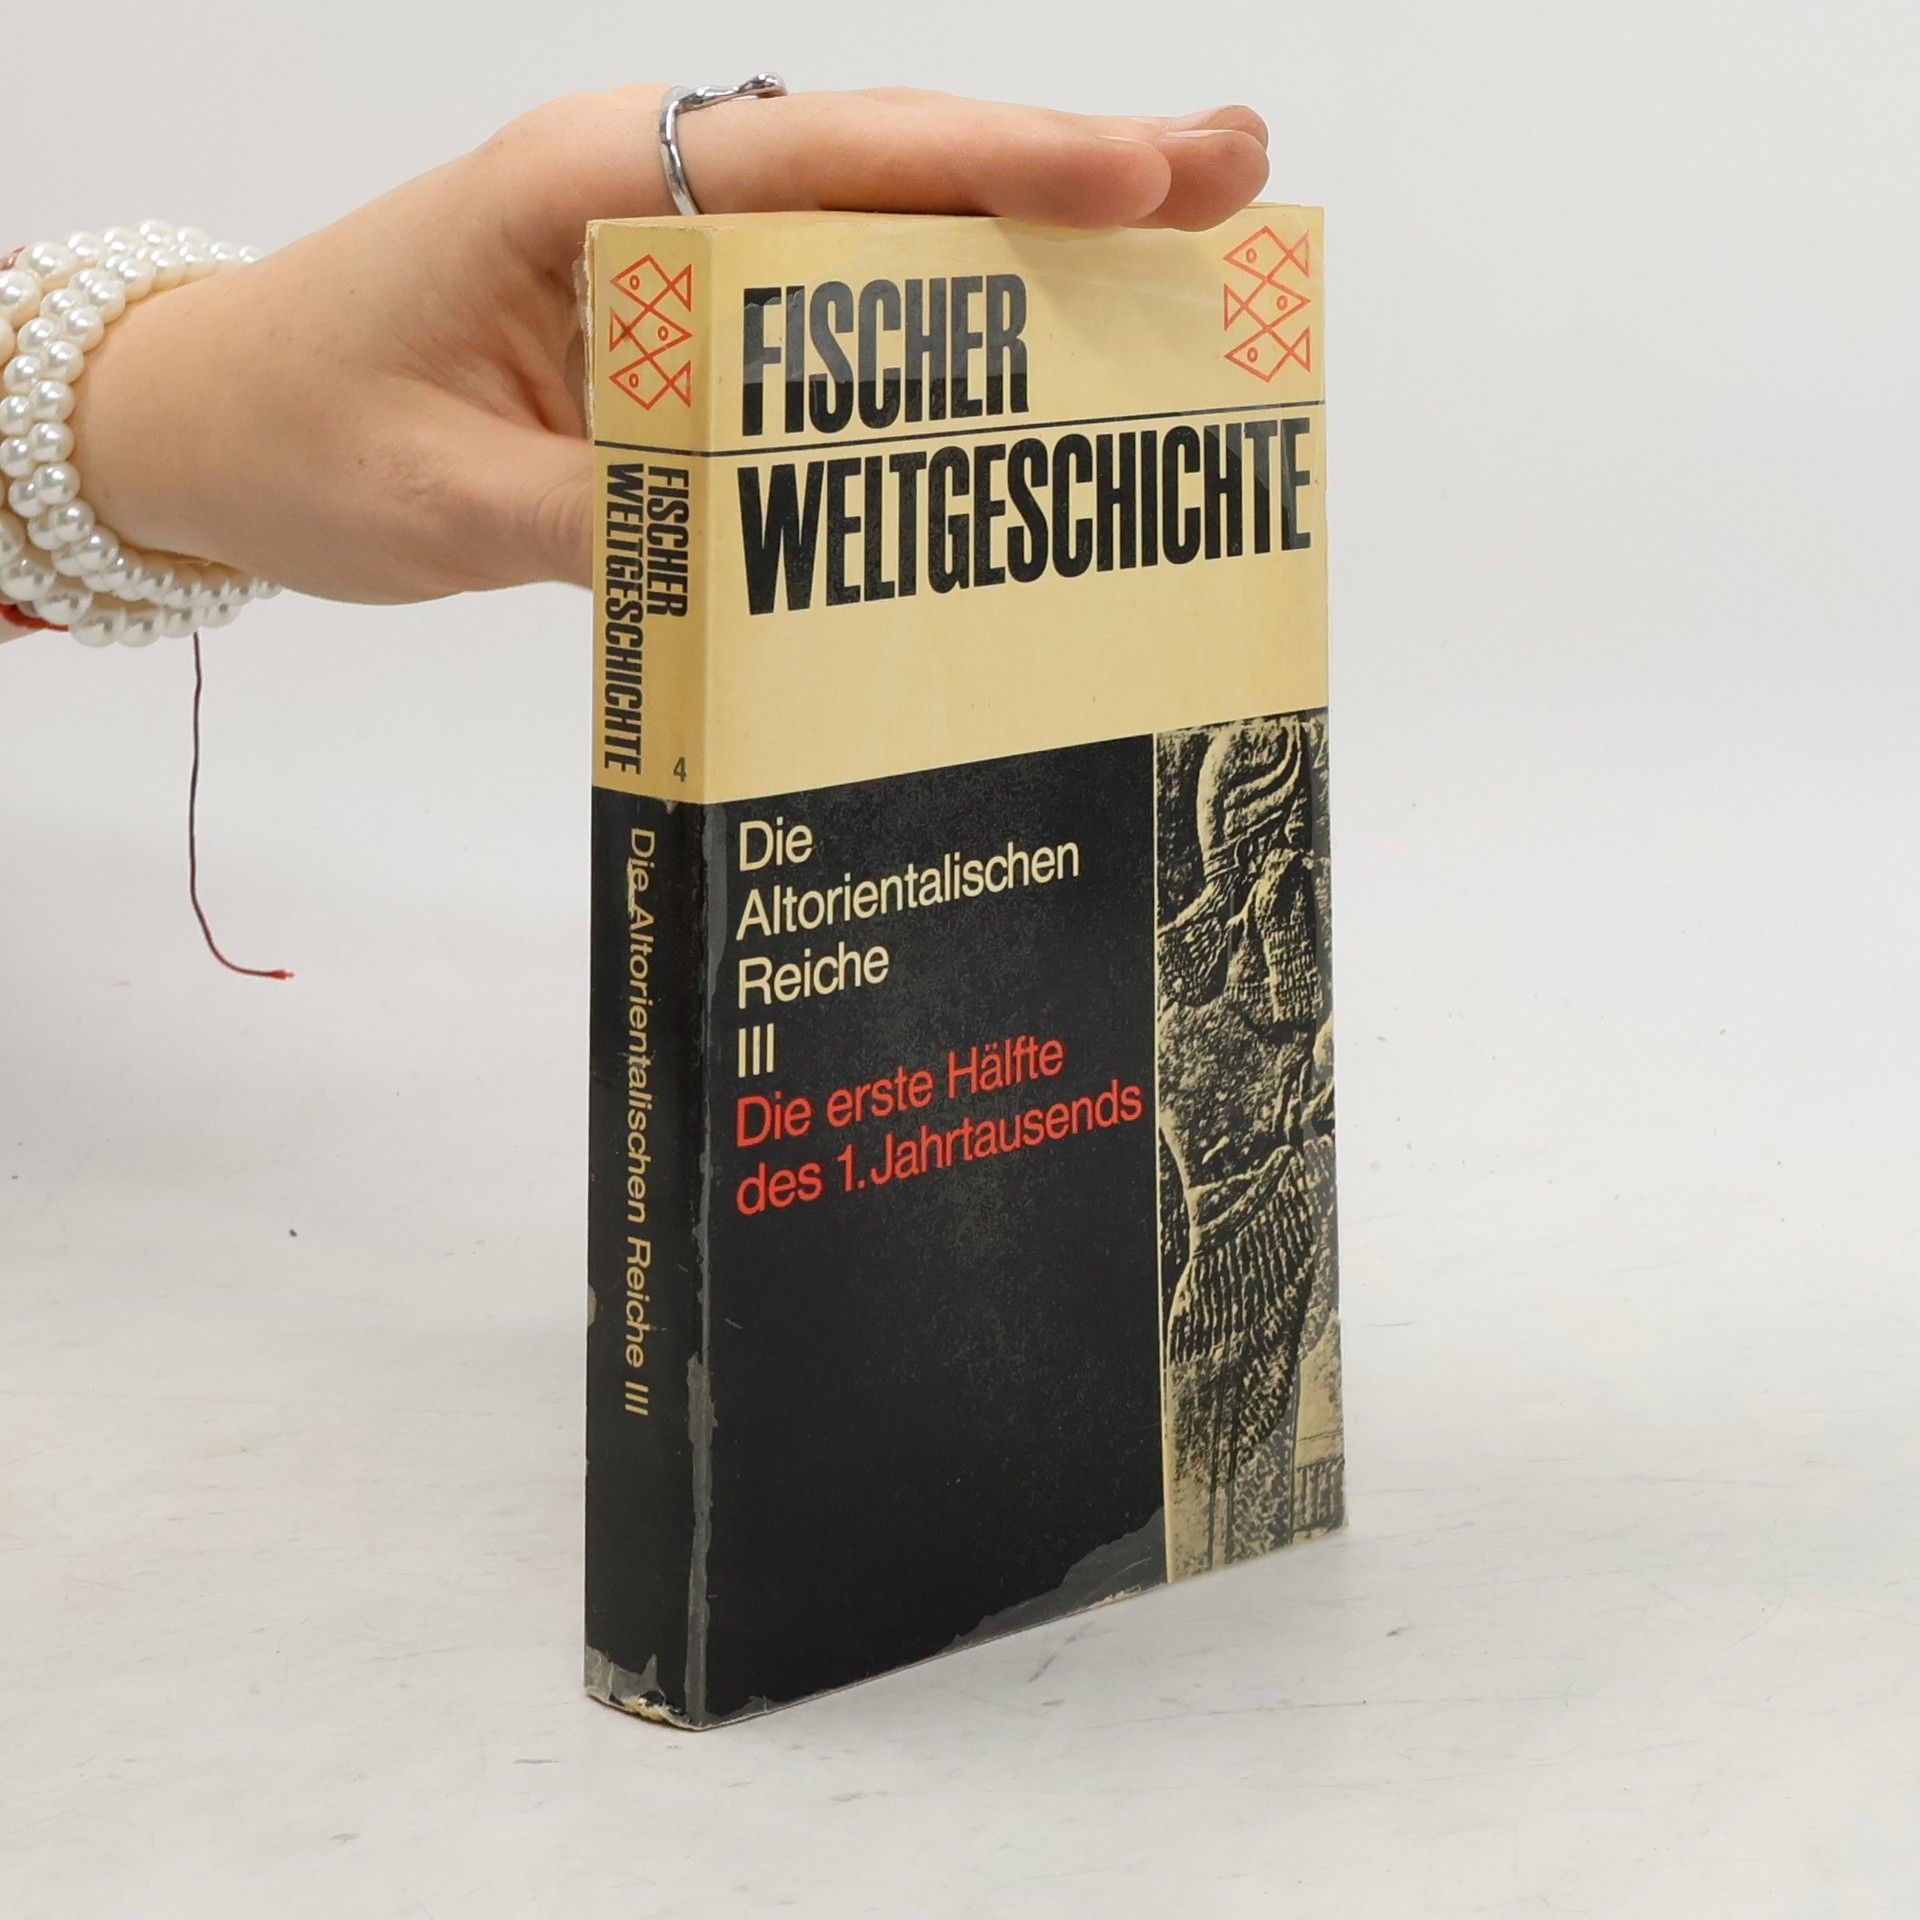 FISCHER
WELTGESCHICHTE
4
Die Altorientalischen Reiche III
FISCHER
WELTGESCHICHTE
Die
Altorientalischen
Reiche
III
Die erste Hälfte
des 1. Jahrtausends